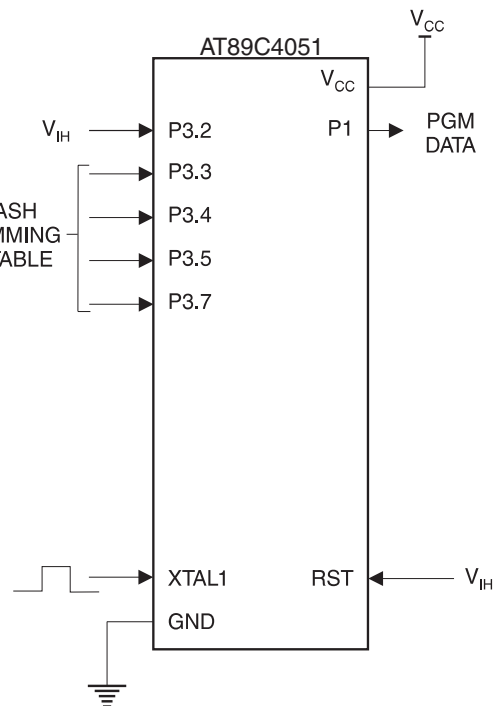 AT89C4051
VCC
VCC
VIH
P3.2
P1
PGM
DATA
P3.3
P3.4
TABLE
P3.5
P3.7
XTAL1
RST
VIH
GND